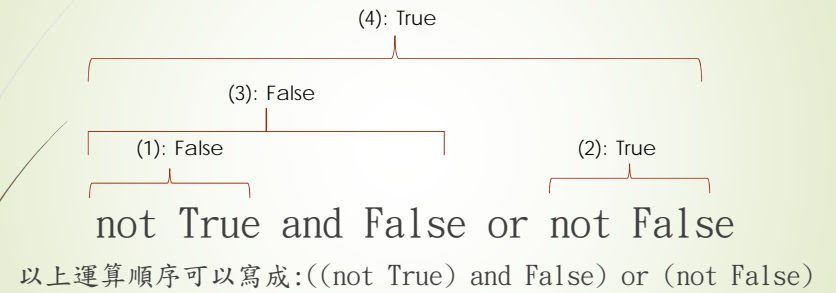 (4): True
(3): False
(1): False
(2): True
not True and False or not False
以上運算順序可以寫成:((not True) and False) or (not False)